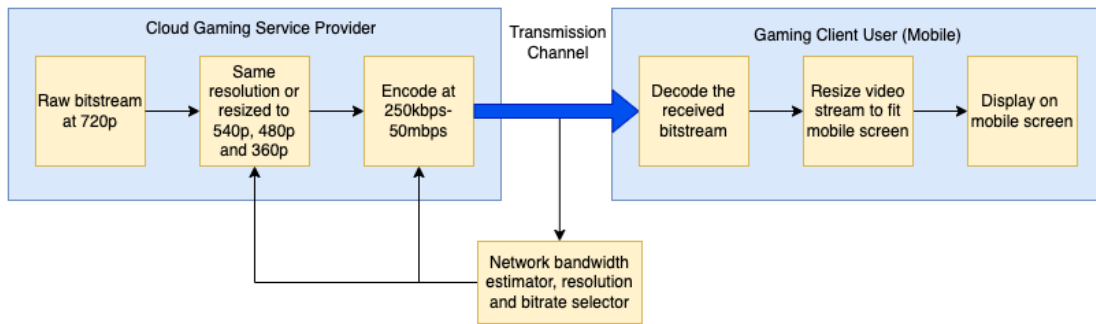 Cloud Gaming Service Provider
Transmission
Channel
Gaming Client User (Mobile)
Raw bitstream
at 720p
Same
resolution or
resized to
540p, 480p
and 360p
Encode at
250kbps-
50mbps
Decode the
received
bitstream
Resize video
stream to fit
mobile screen
Display on
mobile screen
Network bandwidth
estimator, resolution
and bitrate selector